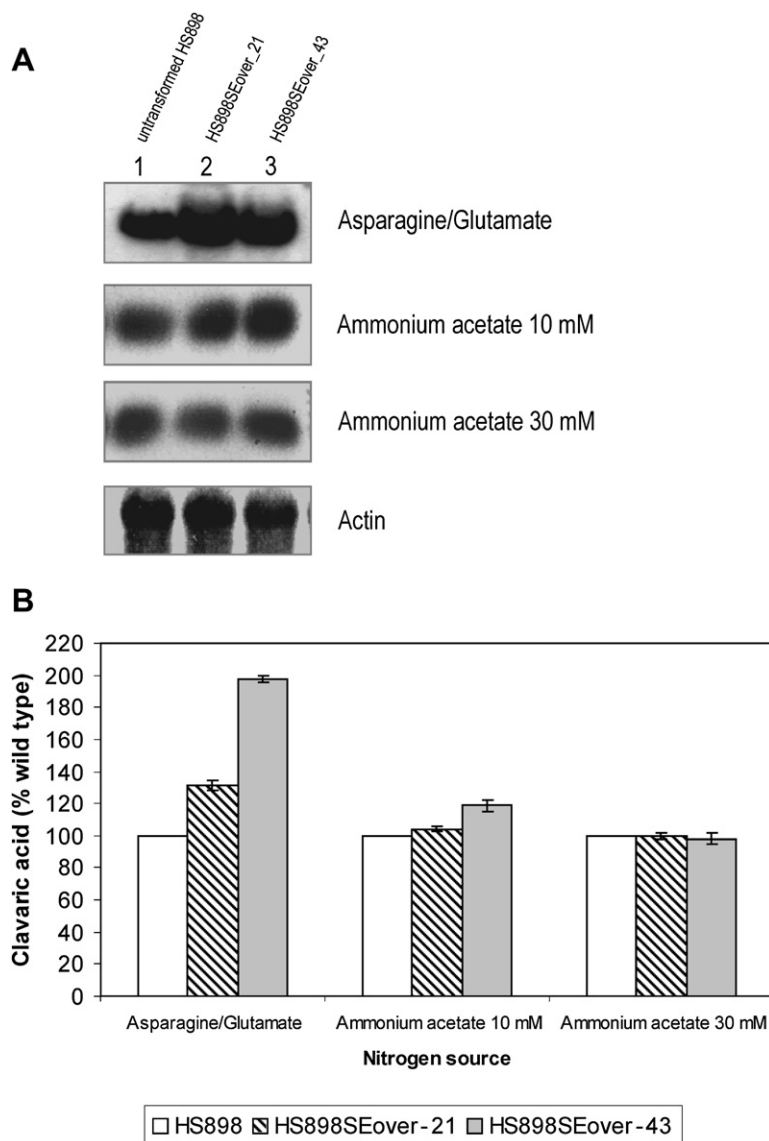 A
untransformed HS898
HS898SEover_21
HS898SEover_43
1 2 3
Asparagine/Glutamate
Ammonium acetate 10 mM
Ammonium acetate 30 mM
Actin
B
Clavaric acid (% wild type)
220
200
180
160
140
120
100
80
60
40
20
0
Asparagine/Glutamate Ammonium acetate 10 mM Ammonium acetate 30 mM
Nitrogen source
HS898 HS898SEover-21 HS898SEover-43